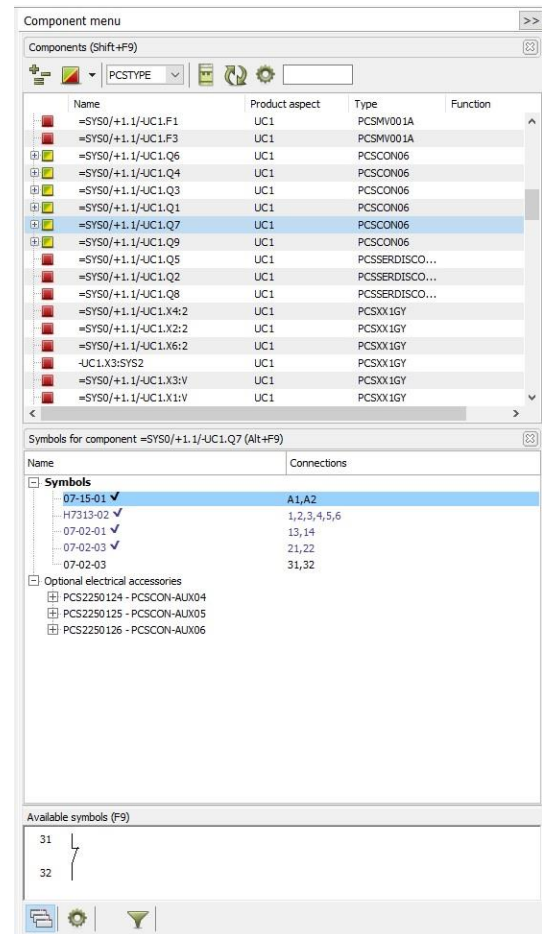 Component menu >>
Components (Shift+F9)
PCSTYPE
Name Product aspect Type Function
=SYS0/+1.1/-UC1.F1 UC1 PCSMV001A
=SYS0/+1.1/-UC1.F3 UC1 PCSMV001A
=SYS0/+1.1/-UC1.Q6 UC1 PCSCON06
=SYS0/+1.1/-UC1.Q4 UC1 PCSCON06
=SYS0/+1.1/-UC1.Q3 UC1 PCSCON06
=SYS0/+1.1/-UC1.Q1 UC1 PCSCON06
=SYS0/+1.1/-UC1.Q7 UC1 PCSCON06
=SYS0/+1.1/-UC1.Q9 UC1 PCSCON06
=SYS0/+1.1/-UC1.Q5 UC1 PCSSERDISCO...
=SYS0/+1.1/-UC1.Q2 UC1 PCSSERDISCO...
=SYS0/+1.1/-UC1.Q8 UC1 PCSSERDISCO...
=SYS0/+1.1/-UC1.X4:2 UC1 PCSXX1GY
=SYS0/+1.1/-UC1.X2:2 UC1 PCSXX1GY
=SYS0/+1.1/-UC1.X6:2 UC1 PCSXX1GY
-UC1.X3:SYS2 UC1 PCSXX1GY
=SYS0/+1.1/-UC1.X3:V UC1 PCSXX1GY
=SYS0/+1.1/-UC1.X1:V UC1 PCSXX1GY
Symbols for component =SYS0/+1.1/-UC1.Q7 (Alt+F9)
Name Connections
Symbols
07-15-01 A1,A2
H7313-02 1,2,3,4,5,6
07-02-01 13,14
07-02-03 21,22
07-02-03 31,32
Optional electrical accessories
PCS2250124 - PCSCON-AUX04
PCS2250125 - PCSCON-AUX05
PCS2250126 - PCSCON-AUX06
Available symbols (F9)
31
32